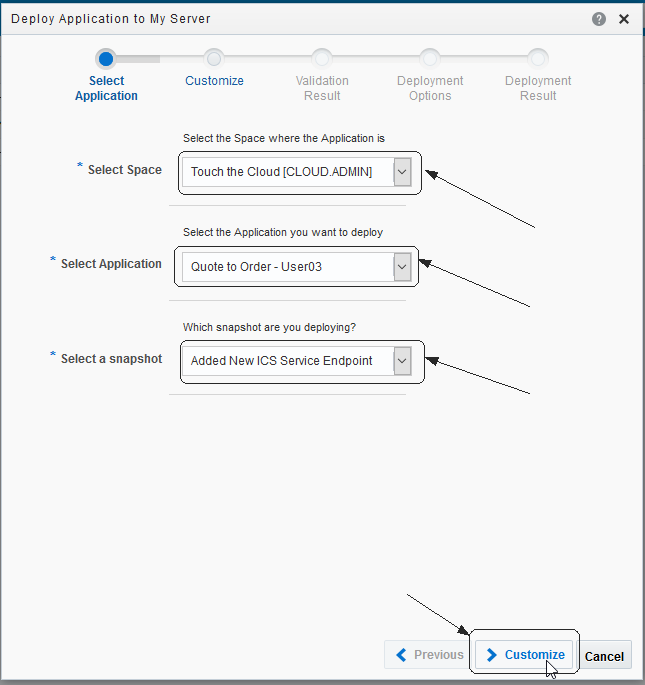 Deploy Application to My Server
Select
Application
Customize
Validation
Result
Deployment
Options
Deployment
Result
Select the Space where the Application is
* Select Space
Touch the Cloud [CLOUD.ADMIN]
Select the Application you want to deploy
* Select Application
Quote to Order - User03
Which snapshot are you deploying?
* Select a snapshot
Added New ICS Service Endpoint
Previous
Customize
Cancel